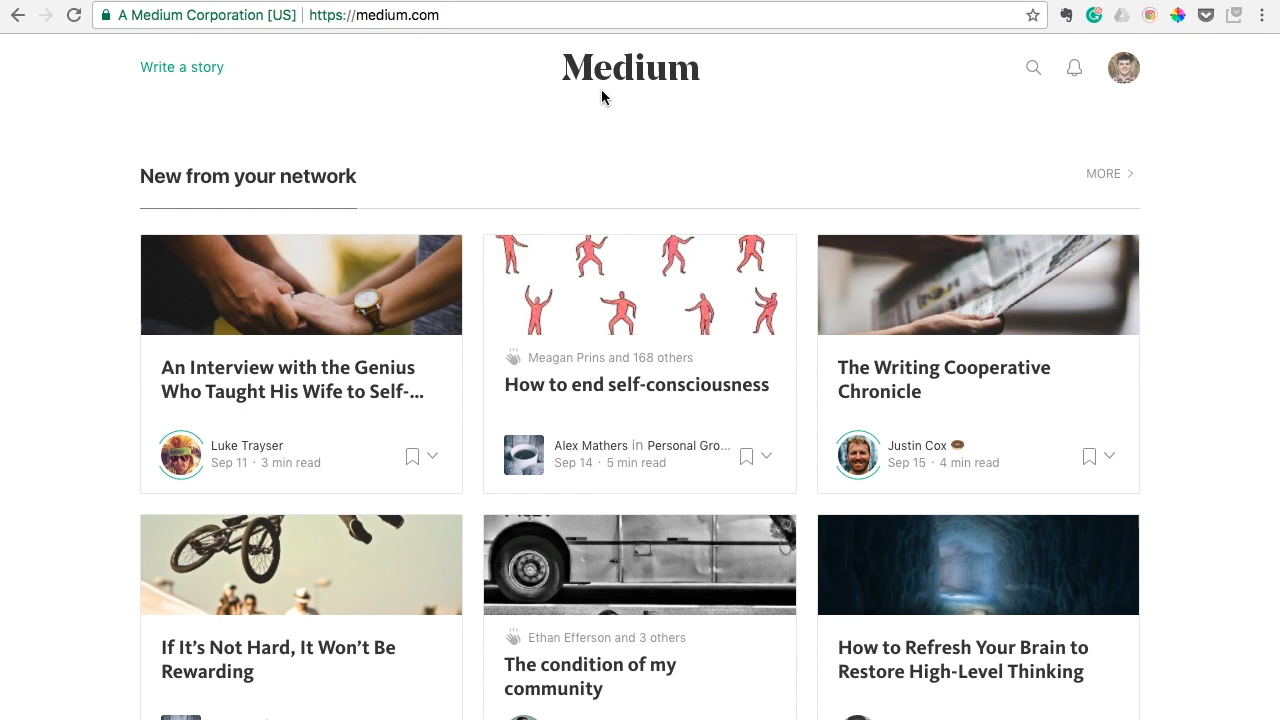 A Medium Corporation [US] https://medium.com
Write a story
Medium
New from your network
MORE
An Interview with the Genius
Who Taught His Wife to Self-...
Luke Trayser
Sep 11 · 3 min read
Meagan Prins and 168 others
How to end self-consciousness
Alex Mathers in Personal Gro...
Sep 14 · 5 min read
The Writing Cooperative
Chronicle
Justin Cox
Sep 15 · 4 min read
If It’s Not Hard, It Won’t Be
Rewarding
Ethan Efferson and 3 others
The condition of my
community
How to Refresh Your Brain to
Restore High-Level Thinking